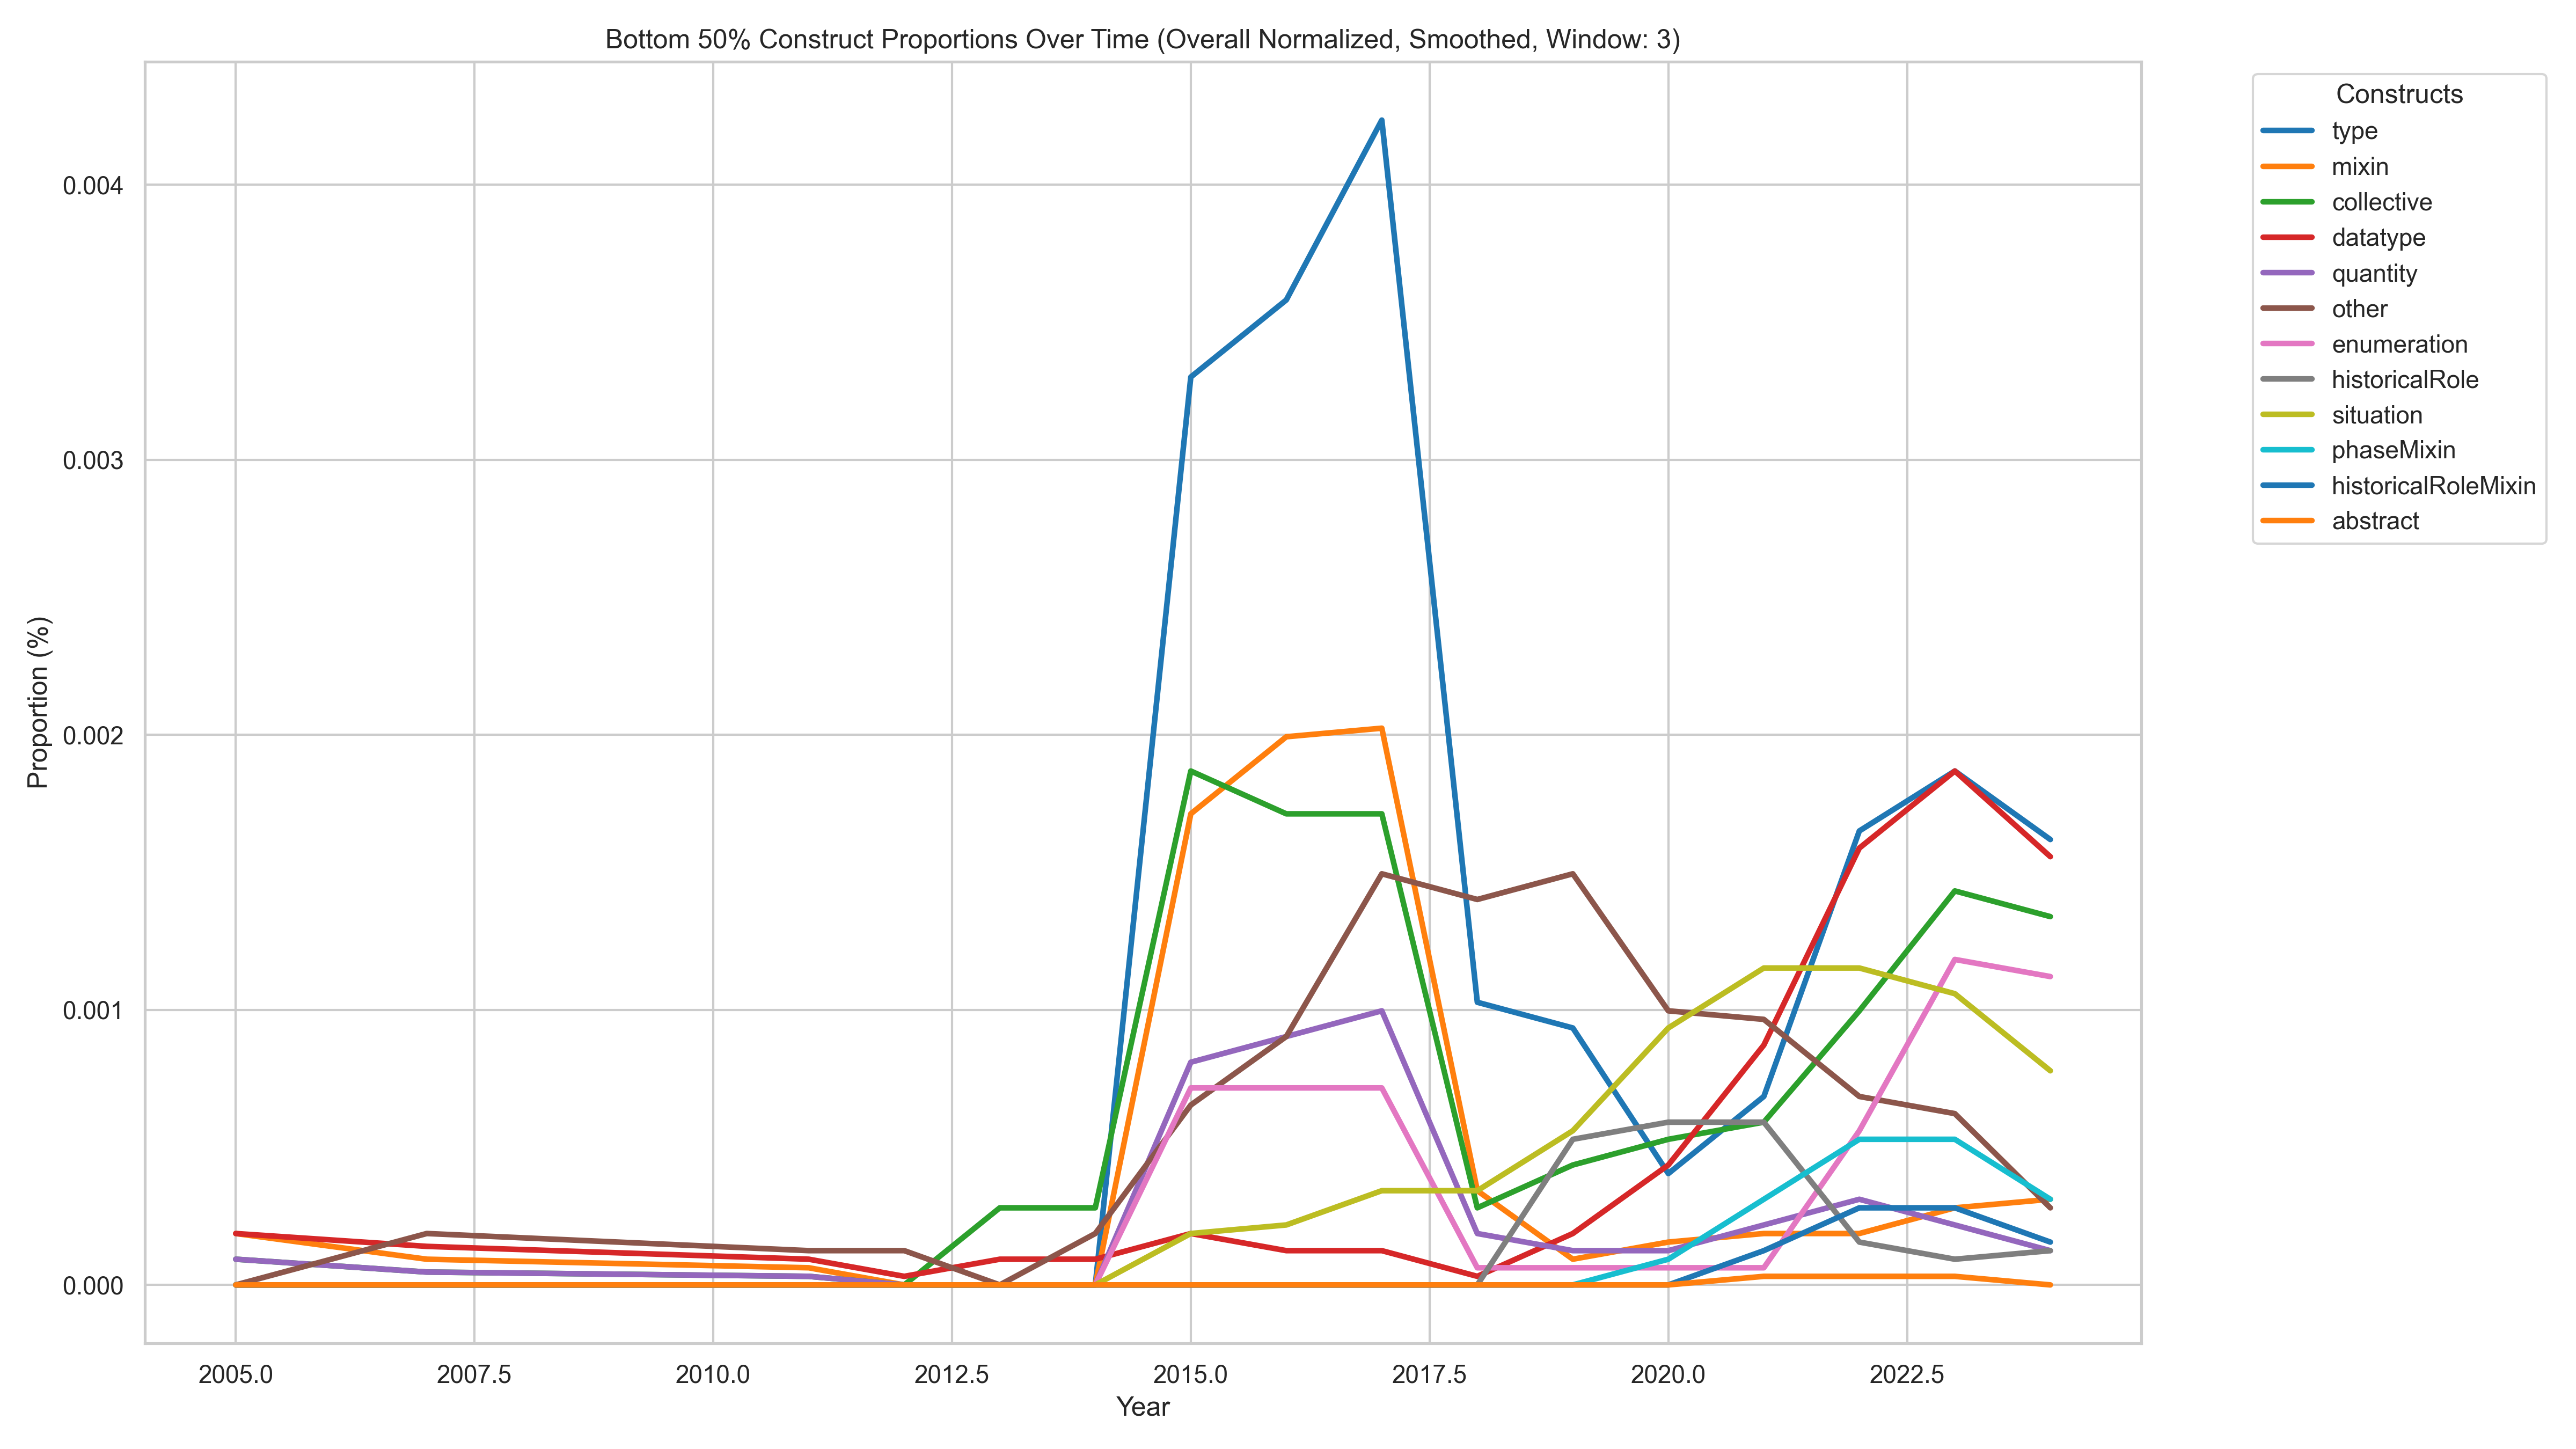 Bottom 50% Construct Proportions Over Time (Overall Normalized, Smoothed, Window: 3)
Constructs
type
mixin
collective
datatype
quantity
other
enumeration
historicalRole
situation
phaseMixin
historicalRoleMixin
abstract
Proportion (%)
0.004
0.003
0.002
0.001
0.000
2005.0
2007.5
2010.0
2012.5
2015.0
2017.5
2020.0
2022.5
Year